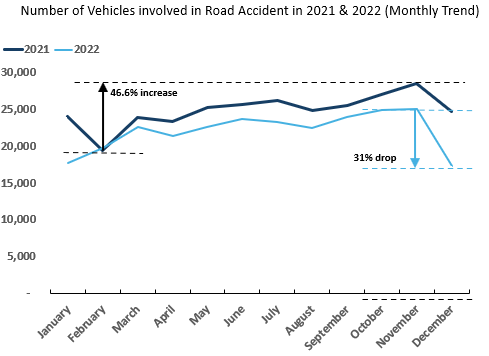 Number of Vehicles involved in Road Accident in 2021 & 2022 (Monthly Trend)
2021 2022
30,000
46.6% increase
25,000
20,000
31% drop
15,000
10,000
5,000
-
January February March April May June July August September October November December